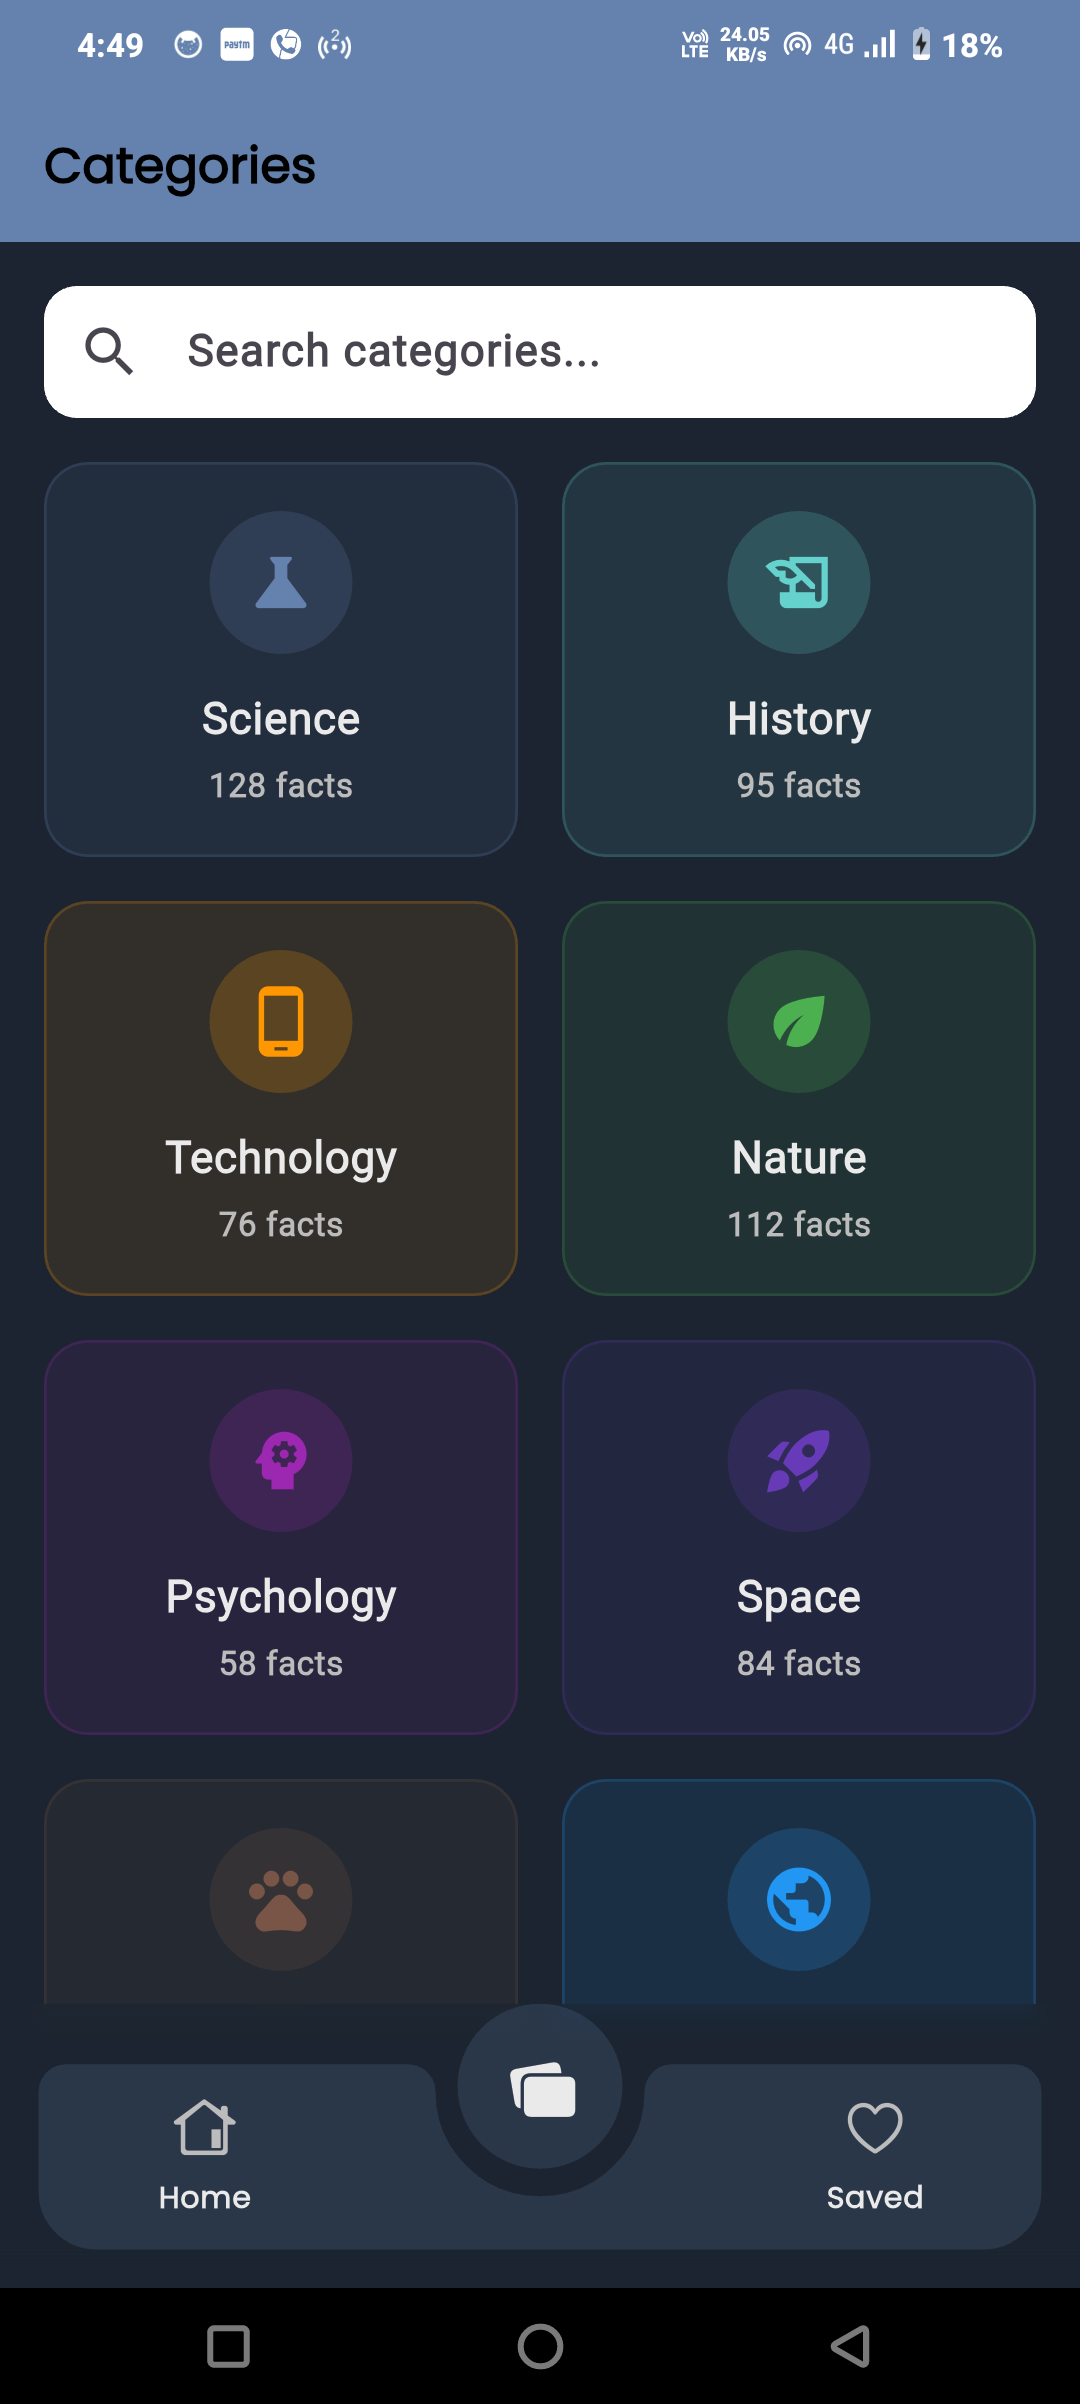 4:49 paytm 2 Vo LTE 24.05 KB/s 4G 18%
Categories
Search categories...
Science History
128 facts 95 facts
Technology Nature
76 facts 112 facts
Psychology Space
58 facts 84 facts
Home Saved